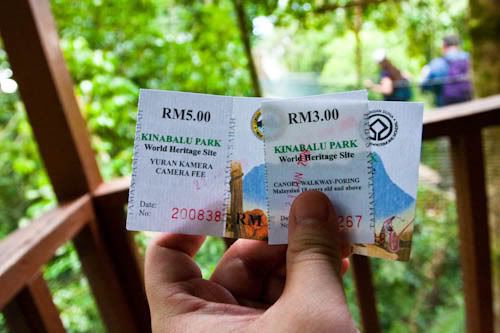 RM5.00
KINABALU PARK
World Heritage Site
YURAN KAMERA
CAMERA FEE
Date:
No: 200838
RM3.00
KINABALU PARK
World Heritage Site
CANOPY WALKWAY-PORING
Malaysian 18 years old and above
267
RM